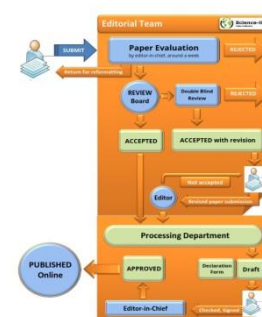 Editorial Team
SUBMIT
Paper Evaluation
by editor-in-chief, around a week
REJECTED
Return for reformatting
REVIEW
Board
Double Blind
Review
REJECTED
ACCEPTED
ACCEPTED with revision
Not accepted
Editor
Revised paper submission
Processing Department
PUBLISHED
Online
APPROVED
Declaration
Form
Draft
Editor-in-Chief
Checked, Signed